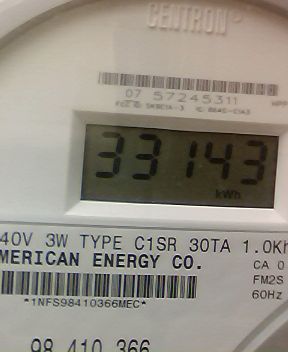 CENTRON®
07 57245311
33143
kWh
40V 3W TYPE C1SR 30TA 1.0Kh
MERICAN ENERGY CO.
CA 0
FM2S
60Hz
*1NFS98410366MEC*
98 410 366